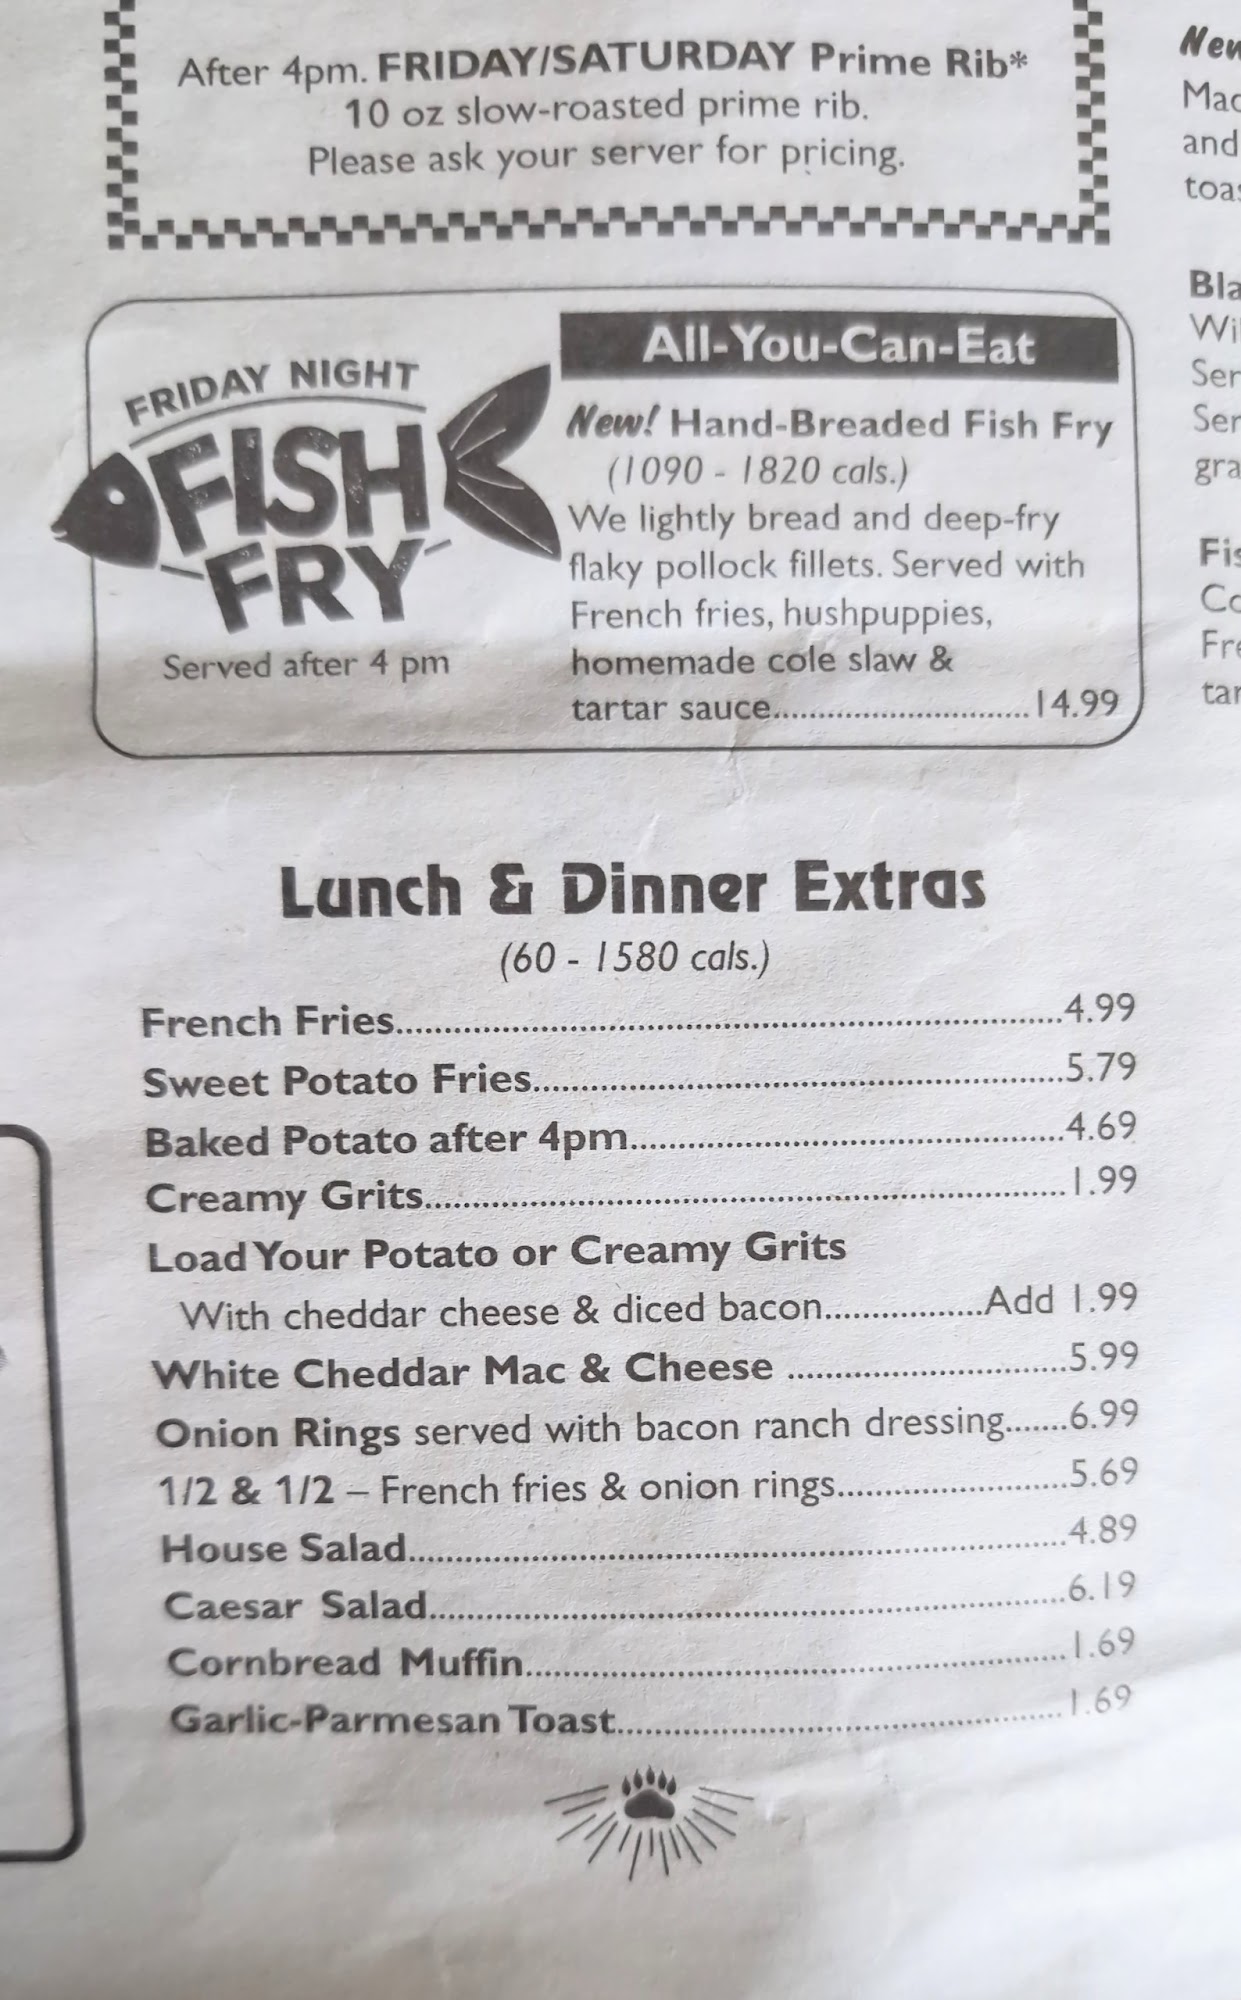 After 4pm. FRIDAY/SATURDAY Prime Rib*
10 oz slow-roasted prime rib.
Please ask your server for pricing.
FRIDAY NIGHT
FISH
FRY
Served after 4 pm
All-You-Can-Eat
New! Hand-Breaded Fish Fry
(1090 - 1820 cals.)
We lightly bread and deep-fry
flaky pollock fillets. Served with
French fries, hushpuppies,
homemade cole slaw &
tartar sauce..............................14.99
Lunch & Dinner Extras
(60 - 1580 cals.)
French Fries......................................................................4.99
Sweet Potato Fries.......................................................5.79
Baked Potato after 4pm.............................................4.69
Creamy Grits...................................................................1.99
Load Your Potato or Creamy Grits
With cheddar cheese & diced bacon.................Add 1.99
White Cheddar Mac & Cheese .............................5.99
Onion Rings served with bacon ranch dressing.......6.99
1/2 & 1/2 – French fries & onion rings........................5.69
House Salad....................................................................4.89
Caesar Salad..................................................................6.19
Cornbread Muffin........................................................1.69
Garlic-Parmesan Toast..............................................1.69